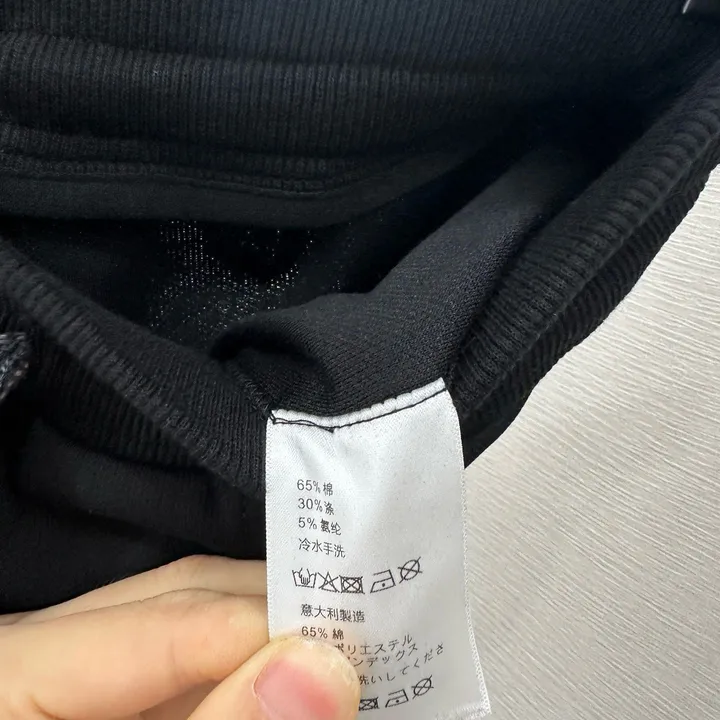 65%棉
30%涤
5%氨纶
冷水手洗
意大利製造
65% 綿
ポリエステル
ンデックス
洗いしてくださ